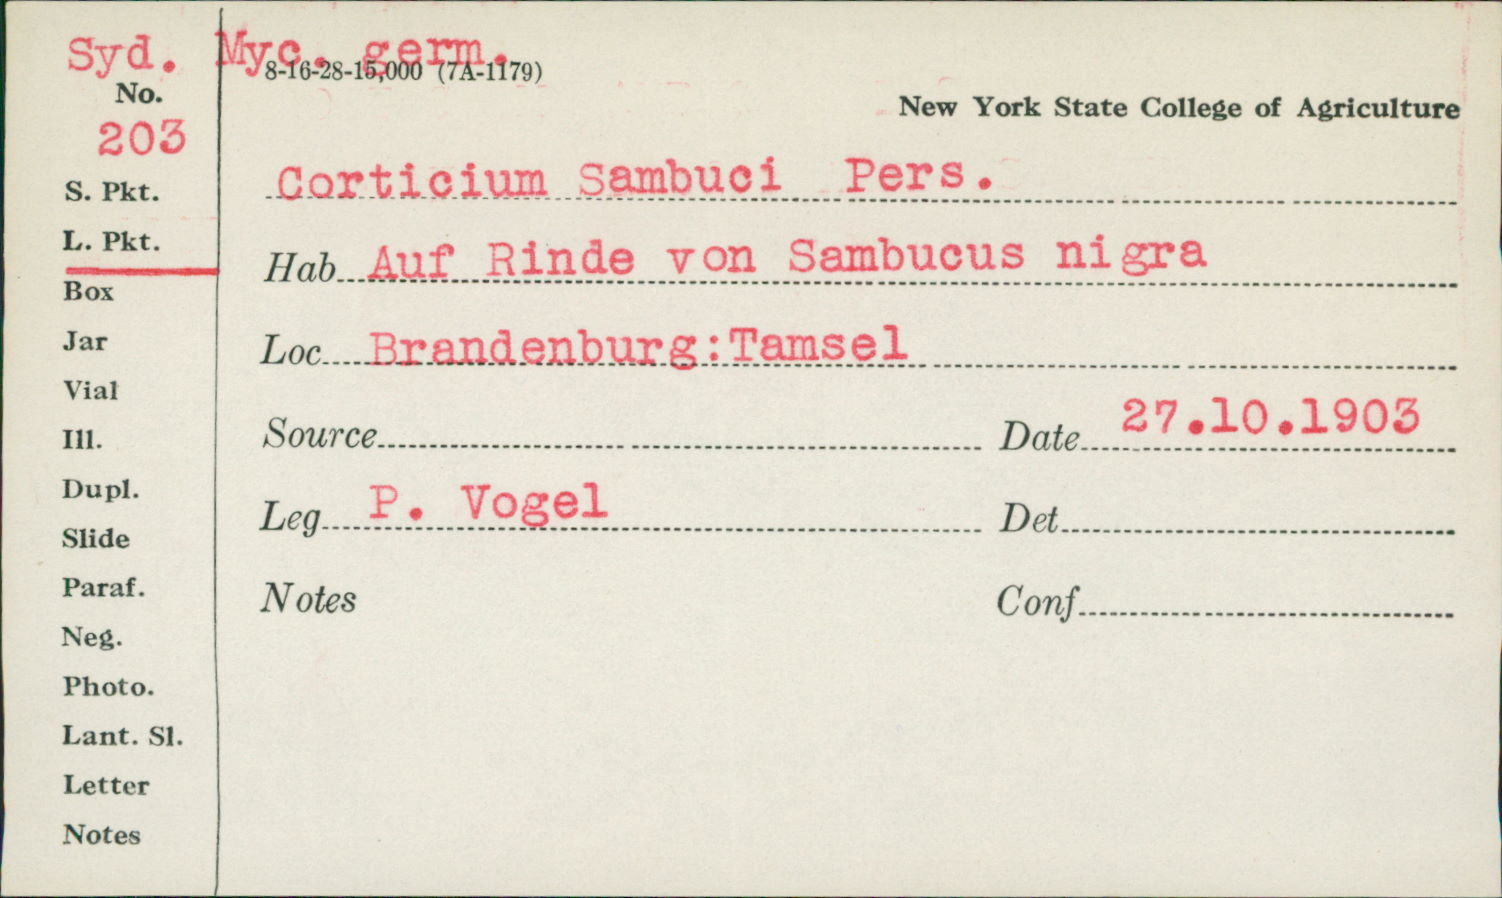 Syd. Myc. germ.
8-16-28-15,000 (7A-1179)
No.
203
New York State College of Agriculture
S. Pkt.
L. Pkt.
Box
Jar
Vial
Ill.
Dupl.
Slide
Paraf.
Neg.
Photo.
Lant. Sl.
Letter
Notes
Corticium Sambuci Pers.
Hab Auf Rinde von Sambucus nigra
Loc Brandenburg:Tamsel
Source Date 27.10.1903
Leg P. Vogel Det
Notes Conf